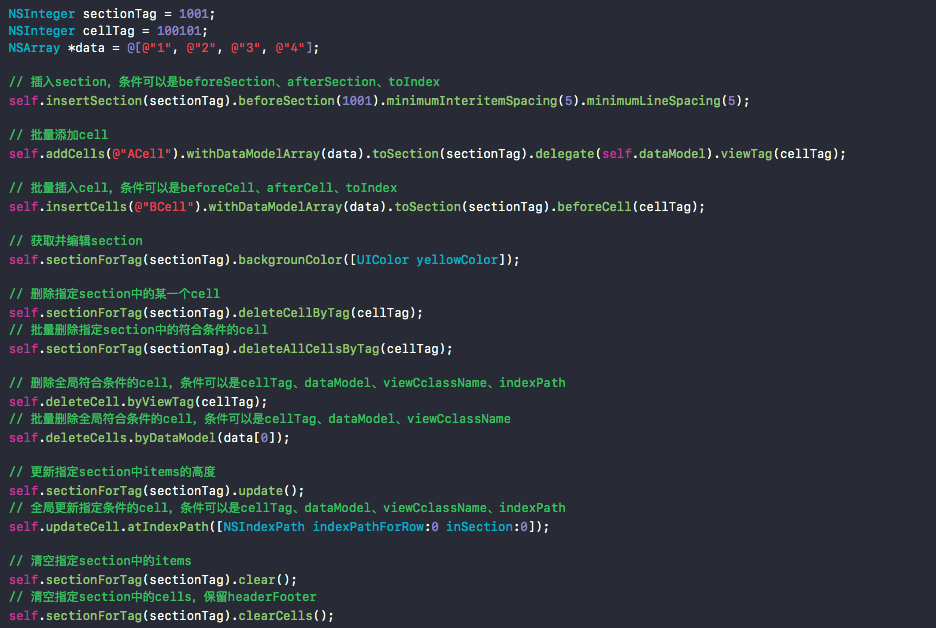 NSInteger sectionTag = 1001;
NSInteger cellTag = 100101;
NSArray *data = @[@"1", @"2", @"3", @"4"];
// 插入section，条件可以是beforeSection、afterSection、toIndex
self.insertSection(sectionTag).beforeSection(1001).minimumInteritemSpacing(5).minimumLineSpacing(5);
// 批量添加cell
self.addCells(@"ACell").withDataModelArray(data).toSection(sectionTag).delegate(self.dataModel).viewTag(cellTag);
// 批量插入cell，条件可以是beforeCell、afterCell、toIndex
self.insertCells(@"BCell").withDataModelArray(data).toSection(sectionTag).beforeCell(cellTag);
// 获取并编辑section
self.sectionForTag(sectionTag).backgrounColor([UIColor yellowColor]);
// 删除指定section中的某一个cell
self.sectionForTag(sectionTag).deleteCellByTag(cellTag);
// 批量删除指定section中的符合条件的cell
self.sectionForTag(sectionTag).deleteAllCellsByTag(cellTag);
// 删除全局符合条件的cell，条件可以是cellTag、dataModel、viewCclassName、indexPath
self.deleteCell.byViewTag(cellTag);
// 批量删除全局符合条件的cell，条件可以是cellTag、dataModel、viewCclassName
self.deleteCells.byDataModel(data[0]);
// 更新指定section中items的高度
self.sectionForTag(sectionTag).update();
// 全局更新指定条件的cell，条件可以是cellTag、dataModel、viewCclassName、indexPath
self.updateCell.atIndexPath([NSIndexPath indexPathForRow:0 inSection:0]);
// 清空指定section中的items
self.sectionForTag(sectionTag).clear();
// 清空指定section中的cells，保留headerFooter
self.sectionForTag(sectionTag).clearCells();